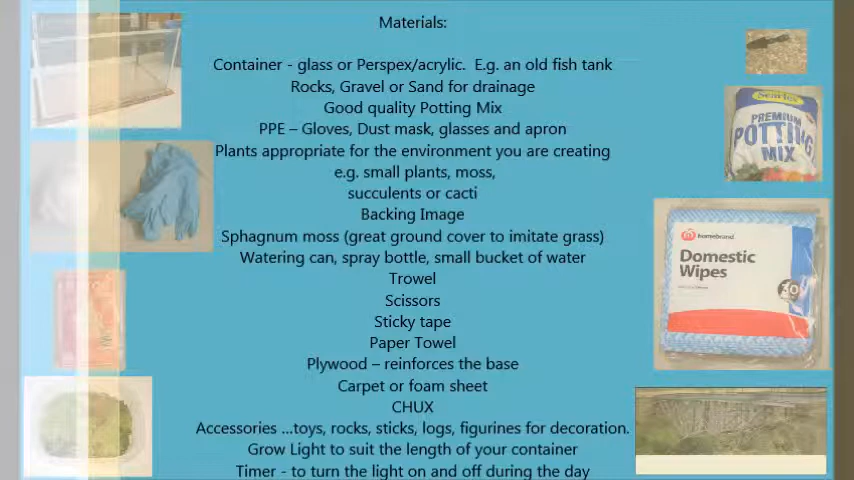 Materials:
Container - glass or Perspex/acrylic.  E.g. an old fish tank
Rocks, Gravel or Sand for drainage
Good quality Potting Mix
PPE – Gloves, Dust mask, glasses and apron
Plants appropriate for the environment you are creating
e.g. small plants, moss,
succulents or cacti
Backing Image
Sphagnum moss (great ground cover to imitate grass)
Watering can, spray bottle, small bucket of water
Trowel
Scissors
Sticky tape
Paper Towel
Plywood – reinforces the base
Carpet or foam sheet
CHUX
Accessories ...toys, rocks, sticks, logs, figurines for decoration.
Grow Light to suit the length of your container
Timer - to turn the light on and off during the day
PREMIUM
POTTING
MIX
homebrand
Domestic
Wipes
30